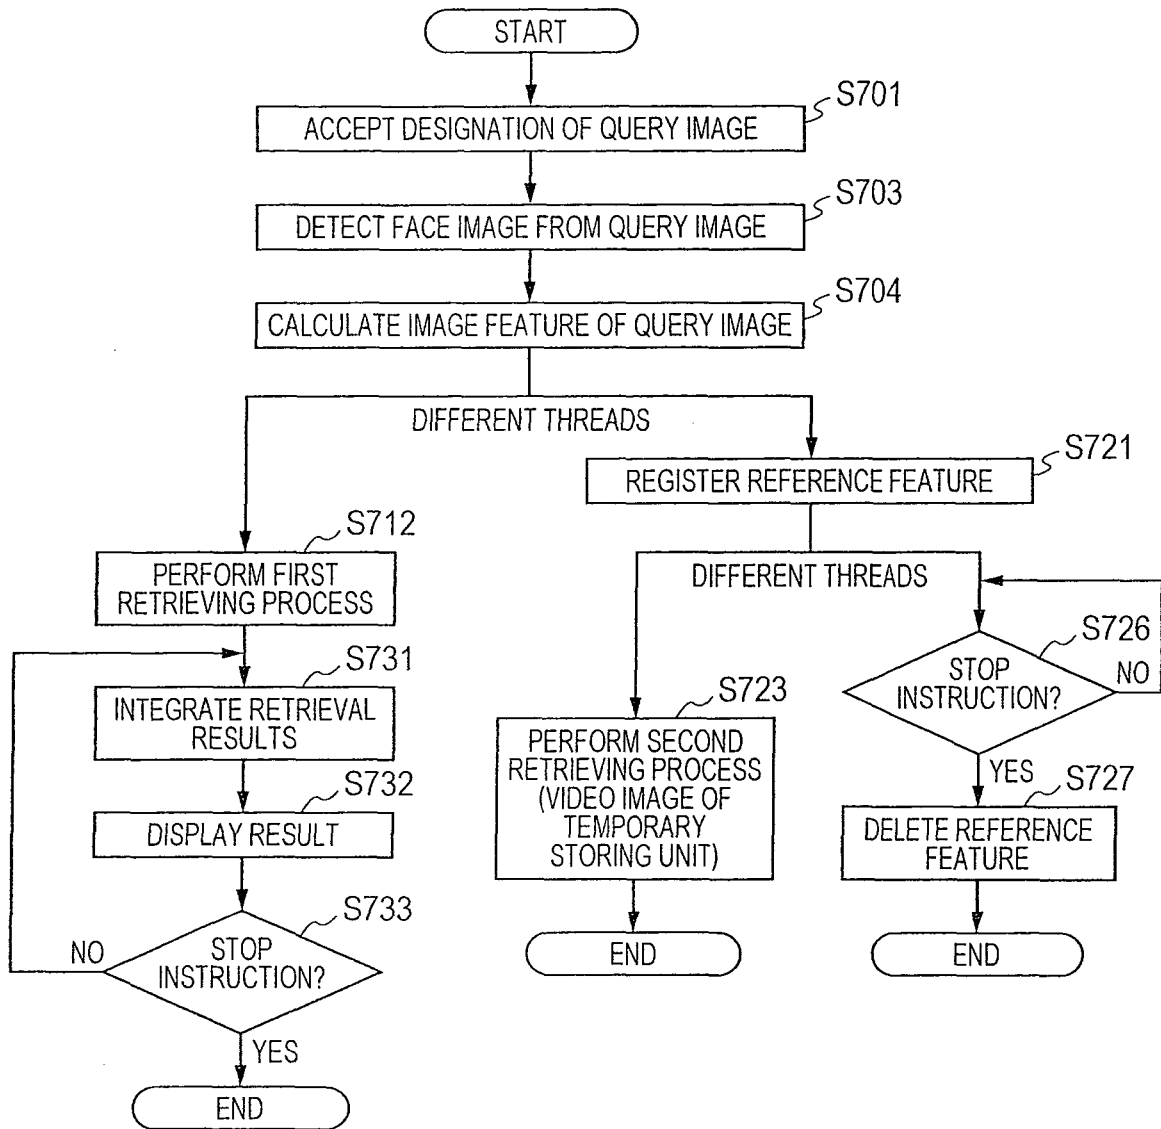 START
S701
ACCEPT DESIGNATION OF QUERY IMAGE
S703
DETECT FACE IMAGE FROM QUERY IMAGE
S704
CALCULATE IMAGE FEATURE OF QUERY IMAGE
DIFFERENT THREADS
S721
REGISTER REFERENCE FEATURE
S712
PERFORM FIRST
RETRIEVING PROCESS
S731
INTEGRATE RETRIEVAL
RESULTS
S732
DISPLAY RESULT
S733
STOP
INSTRUCTION?
NO
YES
END
DIFFERENT THREADS
S723
PERFORM SECOND
RETRIEVING PROCESS
(VIDEO IMAGE OF
TEMPORARY
STORING UNIT)
END
S726
STOP
INSTRUCTION?
NO
YES
S727
DELETE REFERENCE
FEATURE
END